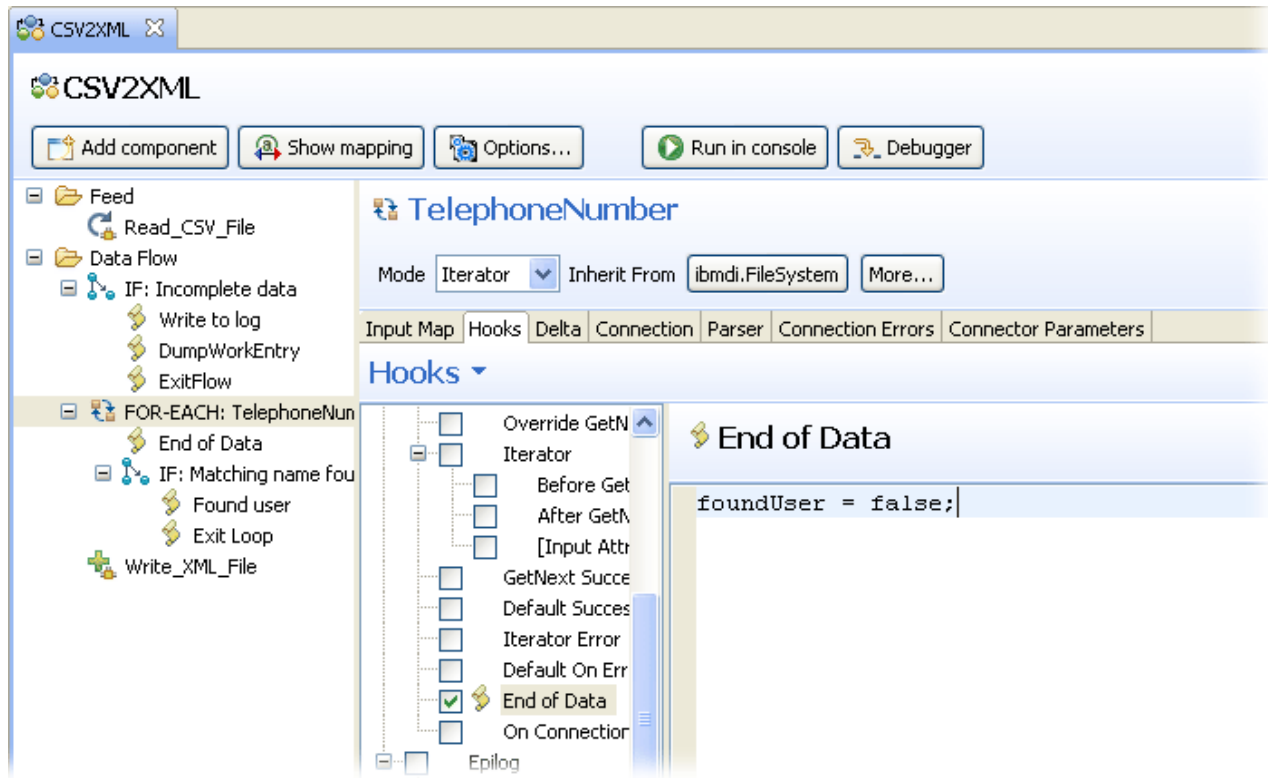 CSV2XML
CSV2XML
Add component Show mapping Options... Run in console Debugger
Feed
Read_CSV_File
Data Flow
IF: Incomplete data
Write to log
DumpWorkEntry
ExitFlow
FOR-EACH: TelephoneNun
End of Data
IF: Matching name fou
Found user
Exit Loop
Write_XML_File
TelephoneNumber
Mode Iterator Inherit From ibmdi.FileSystem More...
Input Map Hooks Delta Connection Parser Connection Errors Connector Parameters
Hooks
Override GetN
Iterator
Before Get
After GetN
[Input Attr
GetNext Succe
Default Succes
Iterator Error
Default On Err
End of Data
On Connection
Epilog
End of Data
foundUser = false;